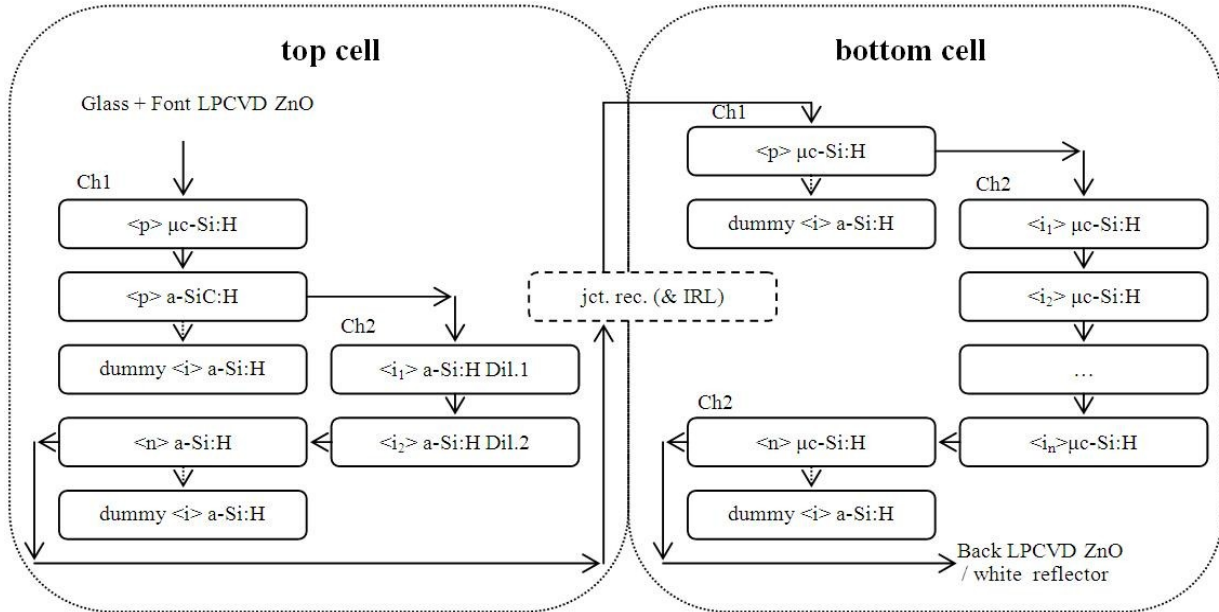 top cell
Glass + Font LPCVD ZnO
Ch1
<p> μc-Si:H
<p> a-SiC:H
dummy <i> a-Si:H
Ch2
<i₁> a-Si:H Dil.1
<i₂> a-Si:H Dil.2
<n> a-Si:H
dummy <i> a-Si:H
jct. rec. (& IRL)
bottom cell
Ch1
<p> μc-Si:H
dummy <i> a-Si:H
Ch2
<i₁> μc-Si:H
<i₂> μc-Si:H
...
<iₙ>μc-Si:H
Ch2
<n> μc-Si:H
dummy <i> a-Si:H
Back LPCVD ZnO
/ white reflector